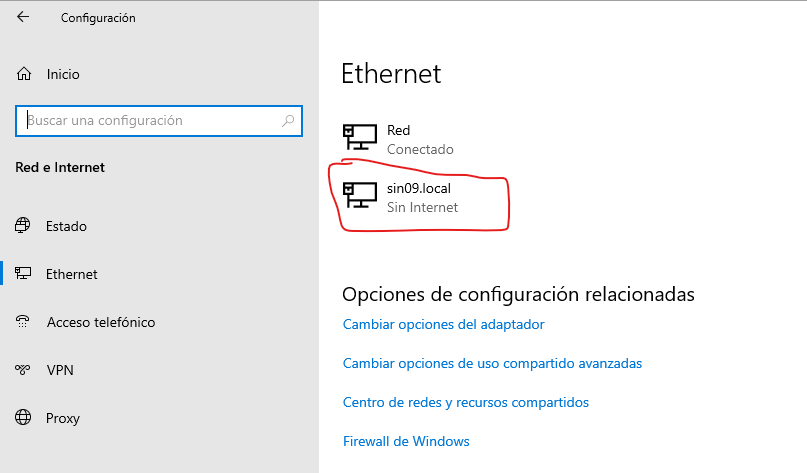 Configuración
Inicio
Buscar una configuración
Red e Internet
Estado
Ethernet
Acceso telefónico
VPN
Proxy
Ethernet
Red
Conectado
sin09.local
Sin Internet
Opciones de configuración relacionadas
Cambiar opciones del adaptador
Cambiar opciones de uso compartido avanzadas
Centro de redes y recursos compartidos
Firewall de Windows